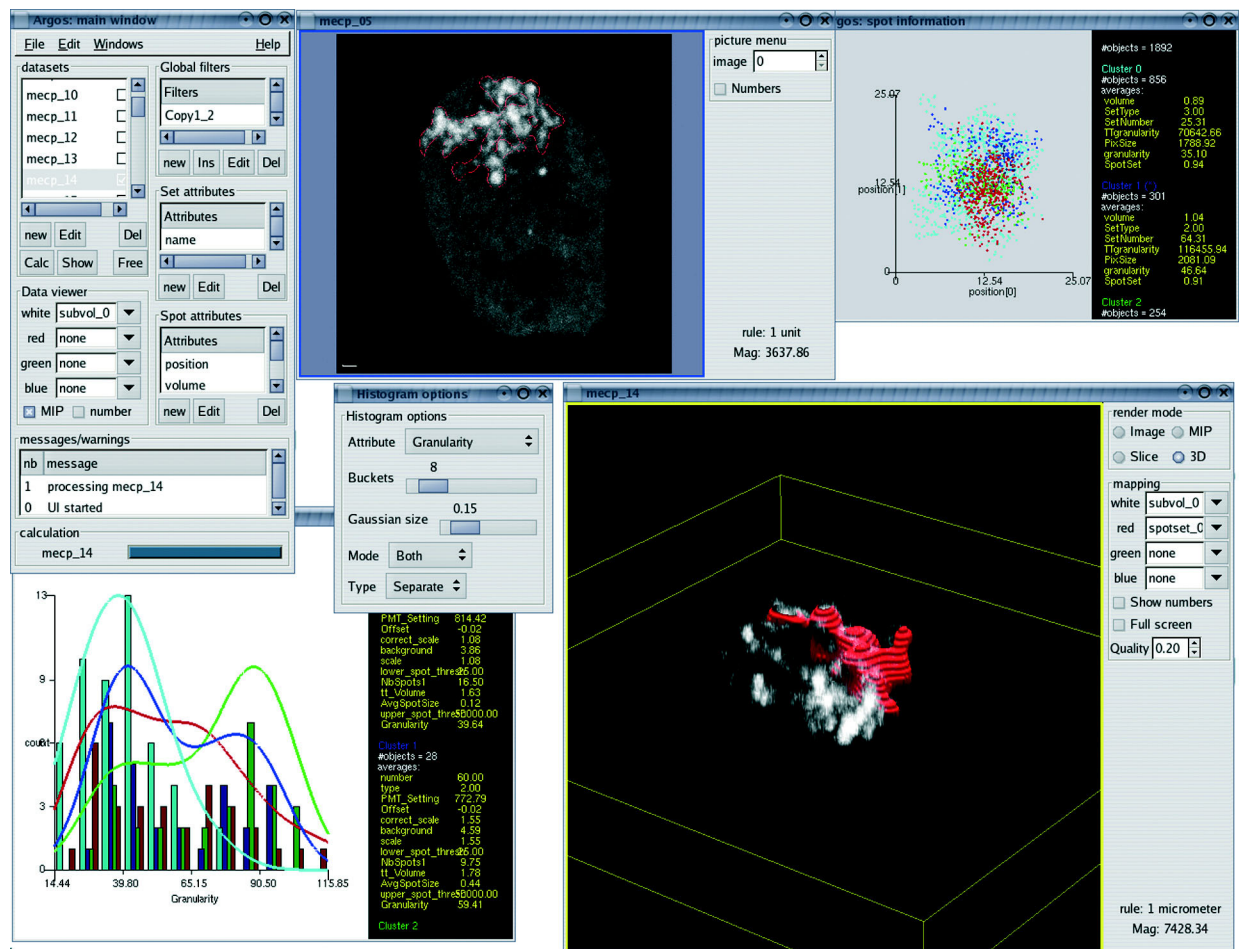 Argos: main window
File Edit Windows Help
datasets
mecp_10
mecp_11
mecp_12
mecp_13
mecp_14
new Edit Del
Calc Show Free
Global filters
Filters
Copy1_2
new Ins Edit Del
Set attributes
Attributes
name
new Edit Del
Data viewer
white subvol_0
red none
green none
blue none
MIP number
Spot attributes
Attributes
position
volume
new Edit Del
messages/warnings
nb message
1 processing mecp_14
0 UI started
calculation
mecp_14
mecp_05
picture menu
image 0
Numbers
rule: 1 unit
Mag: 3637.86
gos: spot information
25.07
12.54
position[1]
0
0
12.54
25.07
position[0]
#objects = 1892
Cluster 0
#objects = 856
averages:
volume 0.89
SetType 3.00
SetNumber 25.31
TTgranularity 70642.66
PixSize 1788.92
granularity 35.10
SpotSet 0.94
Cluster 1 (*)
#objects = 301
averages:
volume 1.04
SetType 2.00
SetNumber 64.31
TTgranularity 116455.94
PixSize 2081.09
granularity 46.64
SpotSet 0.91
Cluster 2
#objects = 254
Histogram options
Histogram options
Attribute Granularity
8
Buckets
0.15
Gaussian size
Mode Both
Type Separate
13
9
6
count
3
0
14.44 39.80 65.15 90.50 115.85
Granularity
PMT_Setting 814.42
Offset -0.02
correct_scale 1.08
background 3.86
scale 1.08
lower_spot_thresh 25.00
NbSpots1 16.50
tt_Volume 1.63
AvgSpotSize 0.12
Granularity 39.64
Cluster 1
#objects = 28
averages:
number 60.00
type 2.00
PMT_Setting 772.79
Offset -0.02
correct_scale 1.55
background 4.59
scale 1.55
NbSpots1 9.75
tt_Volume 1.78
AvgSpotSize 0.44
Granularity 59.41
Cluster 2
mecp_14
render mode
Image MIP
Slice 3D
mapping
white subvol_0
red spotset_0
green none
blue none
Show numbers
Full screen
Quality 0.20
rule: 1 micrometer
Mag: 7428.34